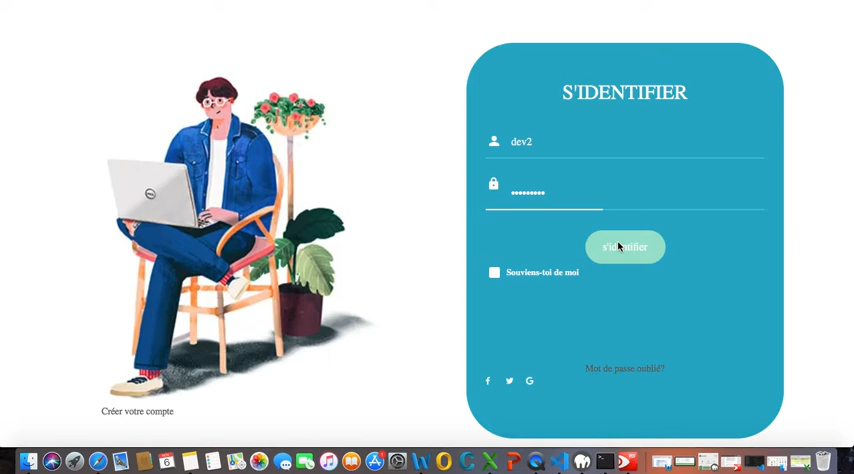 S'IDENTIFIER
dev2
•••••••••
s'identifier
Souviens-toi de moi
Mot de passe oublié?
Créer votre compte